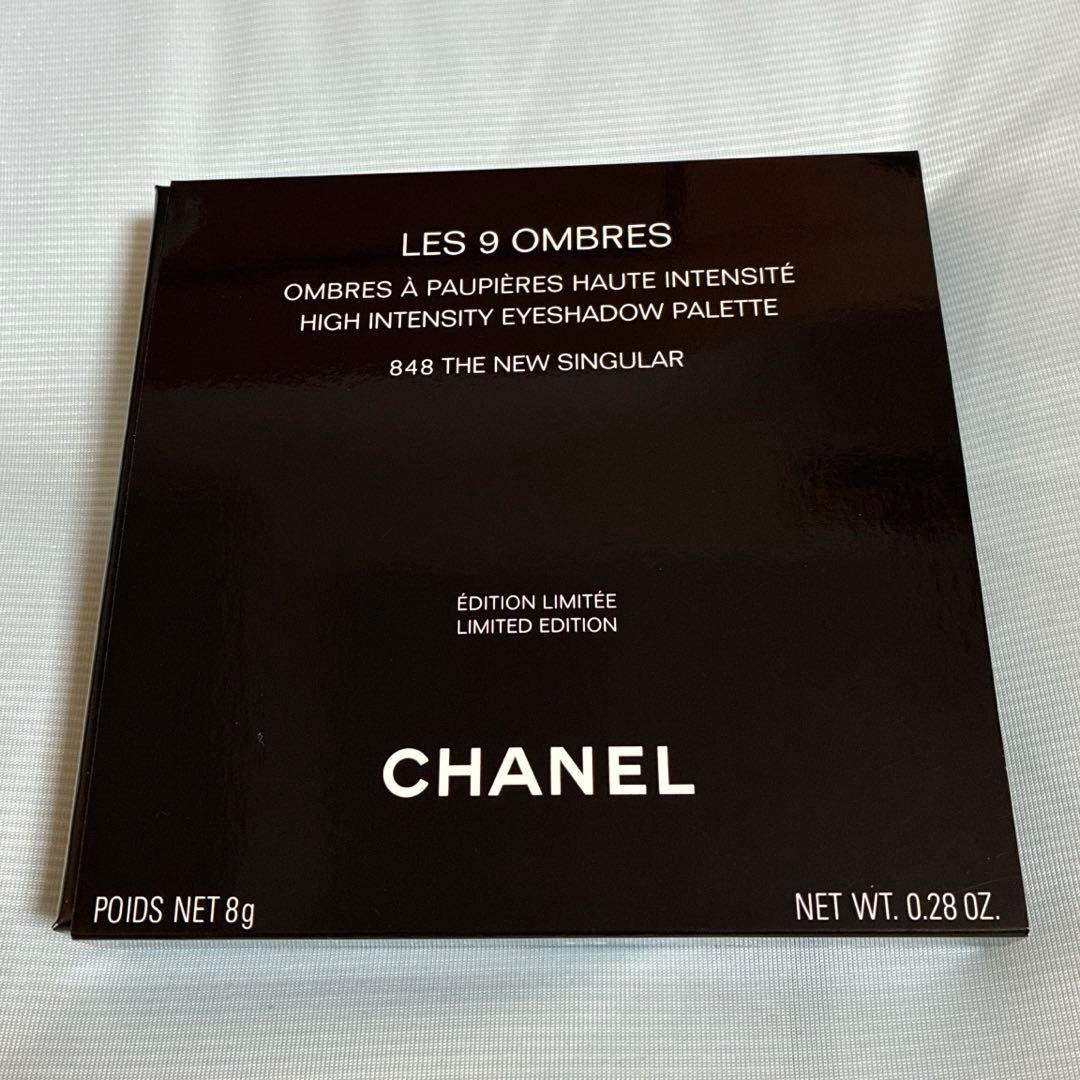 LES 9 OMBRES
OMBRES À PAUPIÈRES HAUTE INTENSITÉ
HIGH INTENSITY EYESHADOW PALETTE
848 THE NEW SINGULAR
ÉDITION LIMITÉE
LIMITED EDITION
CHANEL
POIDS NET 8g NET WT. 0.28 OZ.